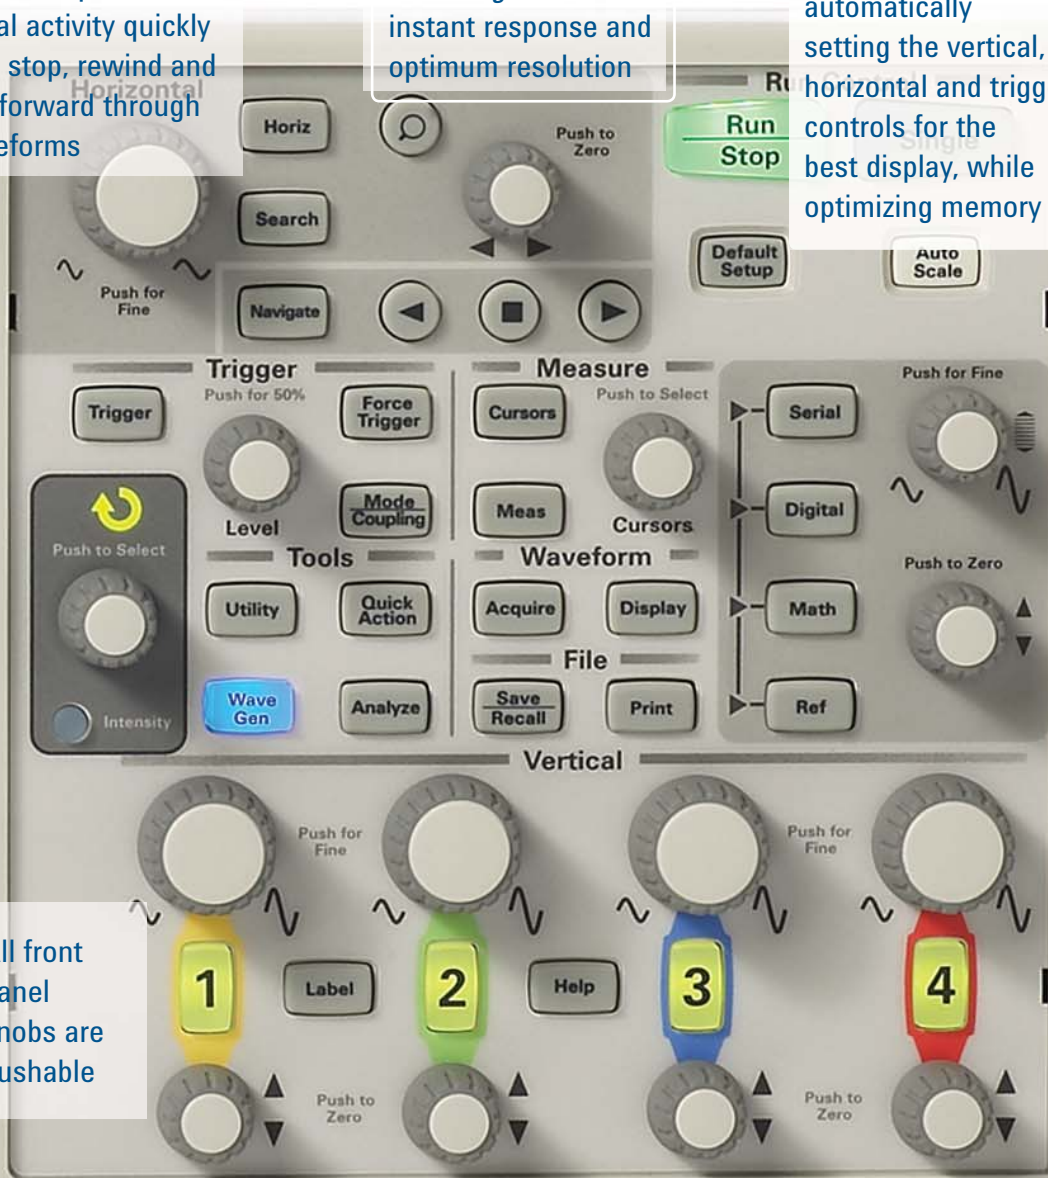 al activity quickly
stop, rewind and
forward through
eforms
instant response and
optimum resolution
automatically
setting the vertical,
horizontal and trigg
controls for the
best display, while
optimizing memory
Horizontal
Horiz
Push to
Zero
Run
Stop
Single
Search
Default
Setup
Auto
Scale
Push for
Fine
Navigate
Trigger
Push for 50%
Trigger
Force
Trigger
Mode
Coupling
Level
Measure
Push to Select
Cursors
Meas
Cursors
Serial
Digital
Math
Ref
Push for Fine
Push to Zero
Push to Select
Intensity
Tools
Utility
Quick
Action
Wave
Gen
Analyze
Waveform
Acquire
Display
File
Save
Recall
Print
Vertical
Push for
Fine
Push for
Fine
1
Label
2
Help
3
4
Push to
Zero
Push to
Zero
ll front
anel
nobs are
ushable